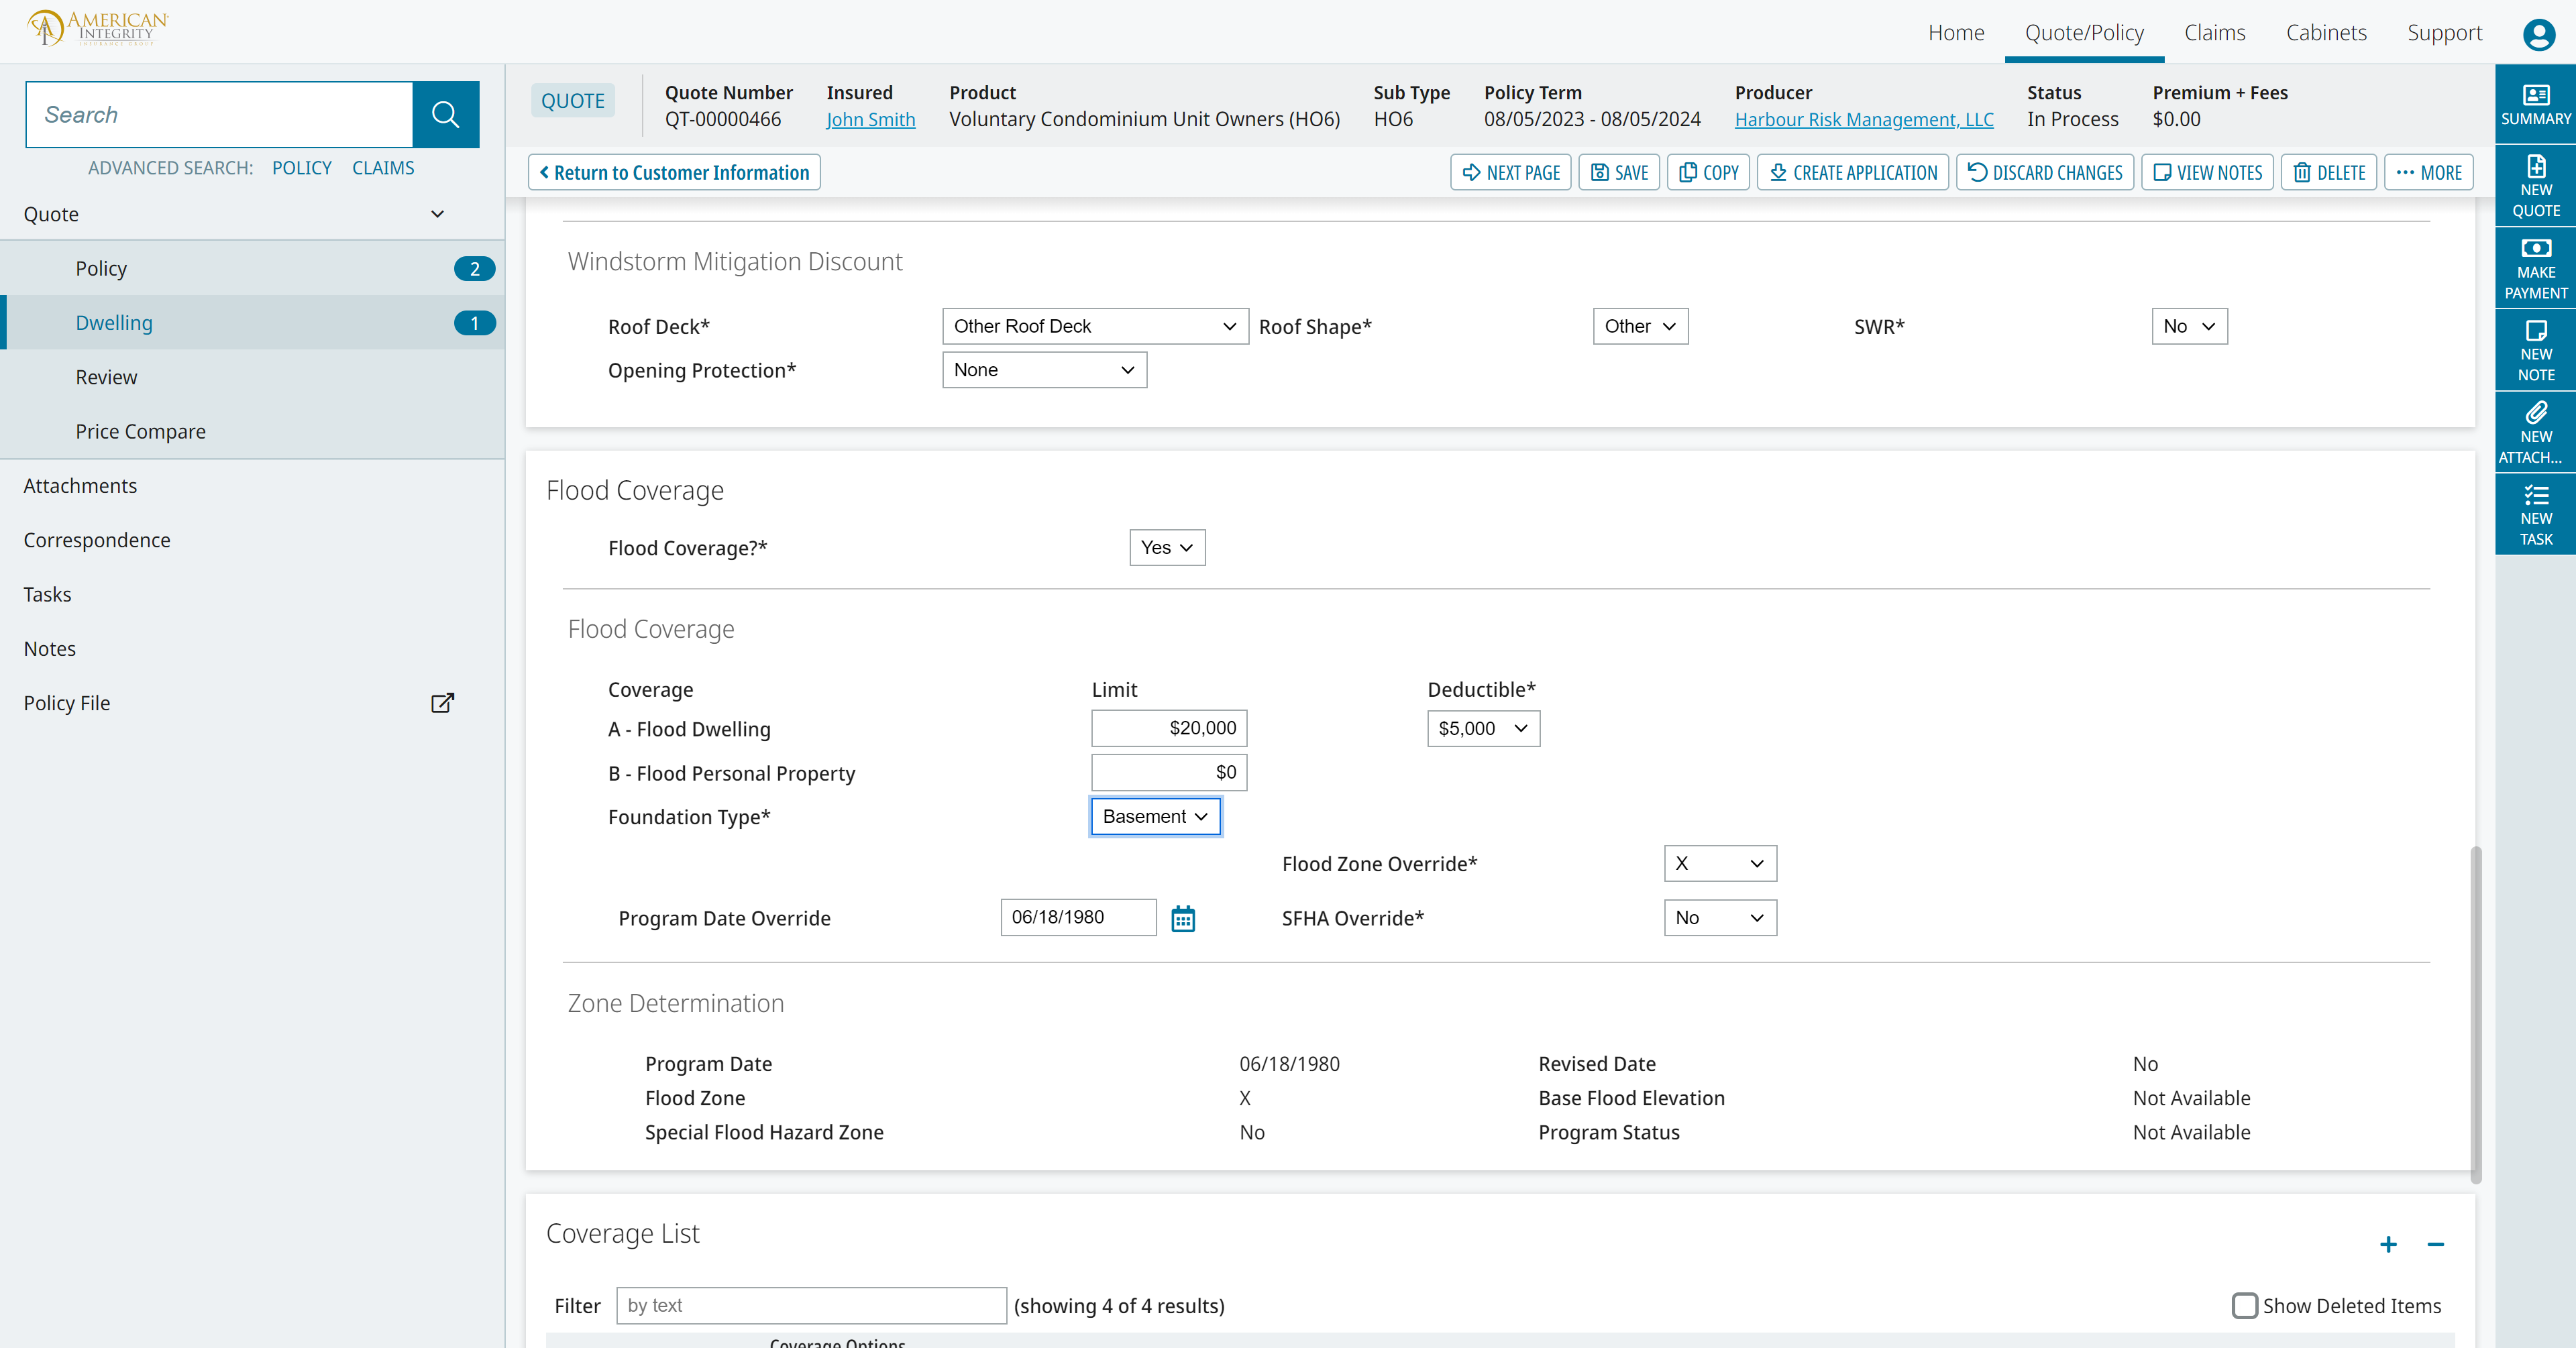 AMERICAN
INTEGRITY
INSURANCE GROUP
Home Quote/Policy Claims Cabinets Support
Search
ADVANCED SEARCH: POLICY CLAIMS
Quote
Policy 2
Dwelling 1
Review
Price Compare
Attachments
Correspondence
Tasks
Notes
Policy File
QUOTE
Quote Number Insured Product Sub Type Policy Term Producer Status Premium + Fees
QT-00000466 John Smith Voluntary Condominium Unit Owners (HO6) HO6 08/05/2023 - 08/05/2024 Harbour Risk Management, LLC In Process $0.00
Return to Customer Information NEXT PAGE SAVE COPY CREATE APPLICATION DISCARD CHANGES VIEW NOTES DELETE MORE
Windstorm Mitigation Discount
Roof Deck* Other Roof Deck Roof Shape* Other SWR* No
Opening Protection* None
Flood Coverage
Flood Coverage?* Yes
Flood Coverage
Coverage Limit Deductible*
A - Flood Dwelling $20,000 $5,000
B - Flood Personal Property $0
Foundation Type* Basement
Flood Zone Override* X
Program Date Override 06/18/1980 SFHA Override* No
Zone Determination
Program Date 06/18/1980 Revised Date No
Flood Zone X Base Flood Elevation Not Available
Special Flood Hazard Zone No Program Status Not Available
Coverage List
Filter by text (showing 4 of 4 results) Show Deleted Items
Coverage Options
SUMMARY
NEW
QUOTE
MAKE
PAYMENT
NEW
NOTE
NEW
ATTACH...
NEW
TASK